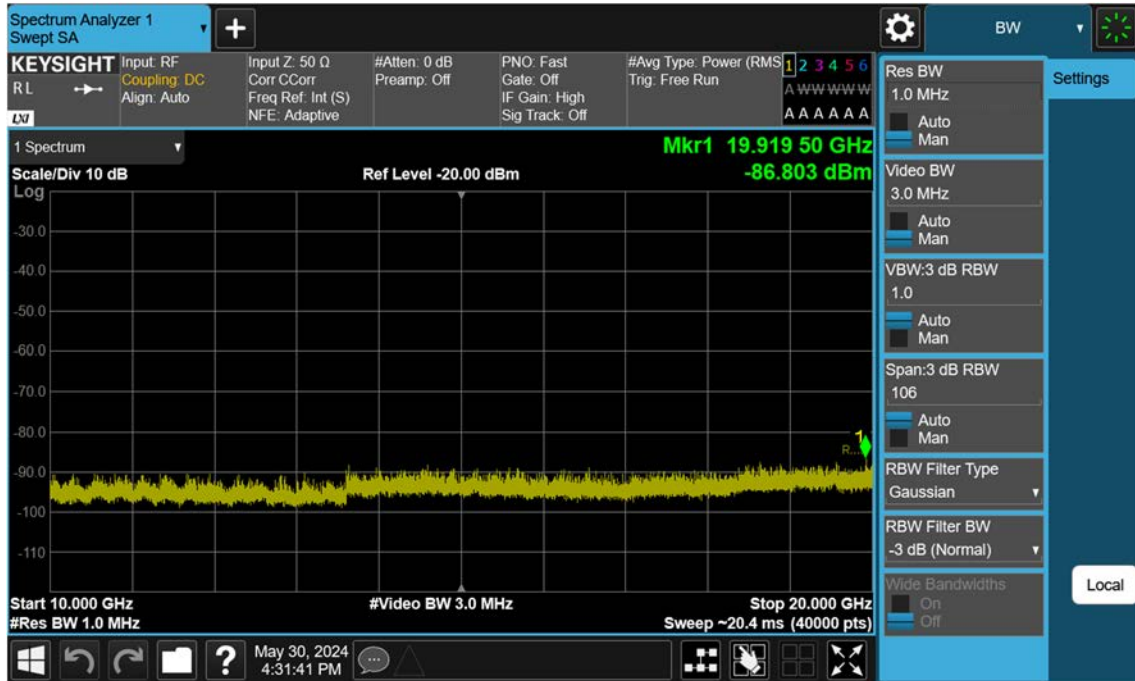 Spectrum Analyzer 1
Swept SA
BW
KEYSIGHT
R L
LXI
Input: RF
Coupling: DC
Align: Auto
Input Z: 50 Ω
Corr CCorr
Freq Ref: Int (S)
NFE: Adaptive
#Atten: 0 dB
Preamp: Off
PNO: Fast
Gate: Off
IF Gain: High
Sig Track: Off
#Avg Type: Power (RMS
Trig: Free Run
1 2 3 4 5 6
A W W W W W
A A A A A A
1 Spectrum
Mkr1 19.919 50 GHz
-86.803 dBm
Scale/Div 10 dB
Ref Level -20.00 dBm
Log
-30.0
-40.0
-50.0
-60.0
-70.0
-80.0
-90.0
-100
-110
1
R...
Start 10.000 GHz
#Video BW 3.0 MHz
Stop 20.000 GHz
#Res BW 1.0 MHz
Sweep ~20.4 ms (40000 pts)
?
May 30, 2024
4:31:41 PM
Res BW
1.0 MHz
Auto
Man
Video BW
3.0 MHz
Auto
Man
VBW:3 dB RBW
1.0
Auto
Man
Span:3 dB RBW
106
Auto
Man
RBW Filter Type
Gaussian
RBW Filter BW
-3 dB (Normal)
Wide Bandwidths
On
Off
Settings
Local